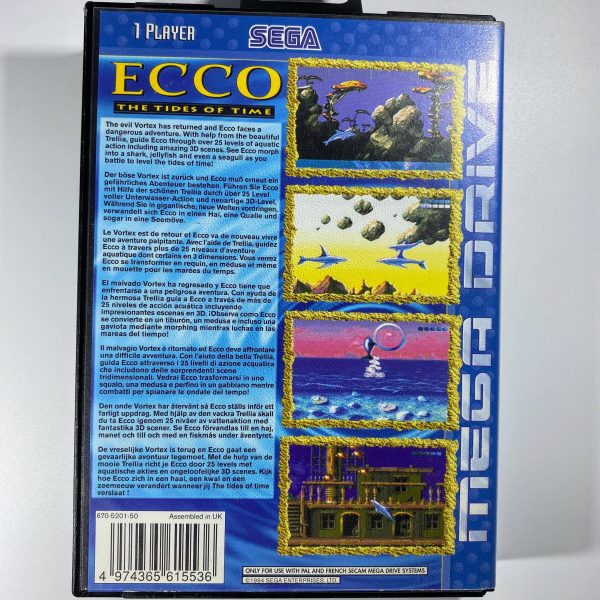 1 PLAYER
SEGA
ECCO
THE TIDES OF TIME
The evil Vortex has returned and Ecco faces a
dangerous adventure. With help from the beautiful
Trellia, guide Ecco through over 25 levels of aquatic
action including amazing 3D scenes. See Ecco morph
into a shark, jellyfish and even a seagull as you
battle to level the tides of time!
Der böse Vortex ist zurück und Ecco muß erneut ein
gefährliches Abenteuer bestehen. Führen Sie Ecco
mit Hilfe der schönen Trellia durch über 25 Level
voller Unterwasser-Action und neuartige 3D-Level.
Während Sie in gigantische, neue Welten vordringen,
verwandelt sich Ecco in einen Hai, eine Qualle und
sogar in eine Seemöve.
Le Vortex est de retour et Ecco va de nouveau vivre
une aventure palpitante. Avec l'aide de Trellia, guidez
Ecco à travers plus de 25 niveaux d'aventure
aquatique dont certains en 3 dimensions. Vous verrez
Ecco se transformer en requin, en méduse et même
en mouette pour les marées du temps.
El malvado Vortex ha regresado y Ecco tiene que
enfrentarse a una peligrosa aventura. Con ayuda de
la hermosa Trellia guía a Ecco a través de más de
25 niveles de acción acuática incluyendo
impresionantes escenas en 3D. ¡Observa como Ecco
se convierte en un tiburón, un medusa e incluso una
gaviota mediante morphing mientras luchas en las
mareas del tiempo!
Il malvagio Vortex è ritornato ed Ecco deve affrontare
una difficile avventura. Con l'aiuto della bella Trellia,
guida Ecco attraverso i 25 livelli di azione acquatica
che includono delle sorprendenti scene
tridimensionali. Vedrai Ecco trasformarsi in uno
squalo, una medusa e perfino in un gabbiano mentre
combatti per spianare le ondate del tempo!
Den onde Vortex har återvänt så Ecco ställs inför ett
farligt uppdrag. Med hjälp av den vackra Trellia skall
du ta Ecco igenom 25 nivåer av vattenaktion med
fantastika 3D scener. Se Ecco förvandlas till en haj,
manet och till och med en fiskmås under äventyret.
De vreselijke Vortex is terug en Ecco gaat een
gevaarlijke avontuur tegemoet. Met de hulp van de
mooie Trellia richt je Ecco door 25 levels met
aquatische akties en ongelooflijke 3D scenes. Kijk
hoe Ecco zich in een haai, een kwal en een
zeemeeuw verandert wanneer jij The tides of time
verslaat !
670-5201-50 Assembled in UK
4 974365 615536
ONLY FOR USE WITH PAL AND FRENCH SECAM MEGA DRIVE SYSTEMS
©1994 SEGA ENTERPRISES, LTD.
MEGA DRIVE